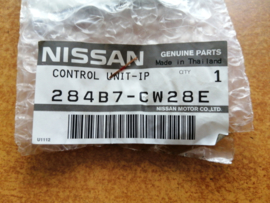 NISSAN
GENUINE PARTS
Made in Thailand
CONTROL UNIT-IP
QTY 1
284B7-CW28E
NISSAN MOTOR CO.,LTD